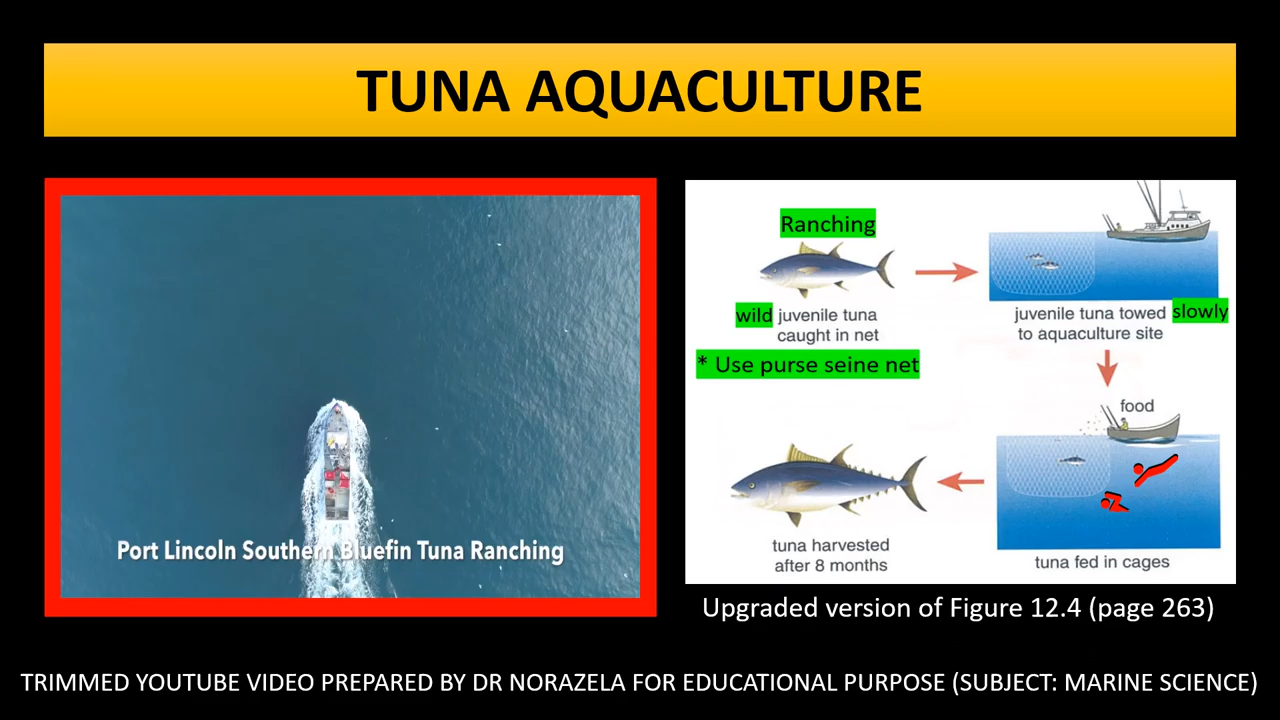 TUNA AQUACULTURE
Port Lincoln Southern Bluefin Tuna Ranching
Ranching
wild juvenile tuna
caught in net
* Use purse seine net
juvenile tuna towed slowly
to aquaculture site
food
tuna fed in cages
tuna harvested
after 8 months
Upgraded version of Figure 12.4 (page 263)
TRIMMED YOUTUBE VIDEO PREPARED BY DR NORAZELA FOR EDUCATIONAL PURPOSE (SUBJECT: MARINE SCIENCE)